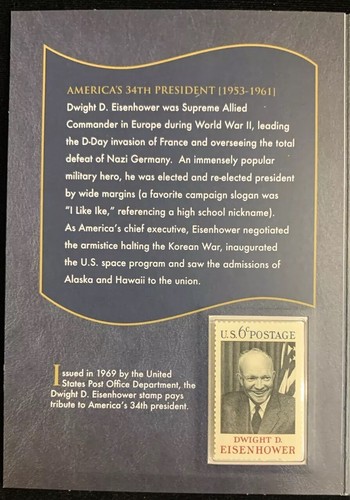 AMERICA'S 34TH PRESIDENT [1953-1961]
Dwight D. Eisenhower was Supreme Allied
Commander in Europe during World War II, leading
the D-Day invasion of France and overseeing the total
defeat of Nazi Germany. An immensely popular
military hero, he was elected and re-elected president
by wide margins (a favorite campaign slogan was
"I Like Ike," referencing a high school nickname).
As America's chief executive, Eisenhower negotiated
the armistice halting the Korean War, inaugurated
the U.S. space program and saw the admissions of
Alaska and Hawaii to the union.
Issued in 1969 by the United
States Post Office Department, the
Dwight D. Eisenhower stamp pays
tribute to America's 34th president.
U.S. 6¢ POSTAGE
DWIGHT D.
EISENHOWER